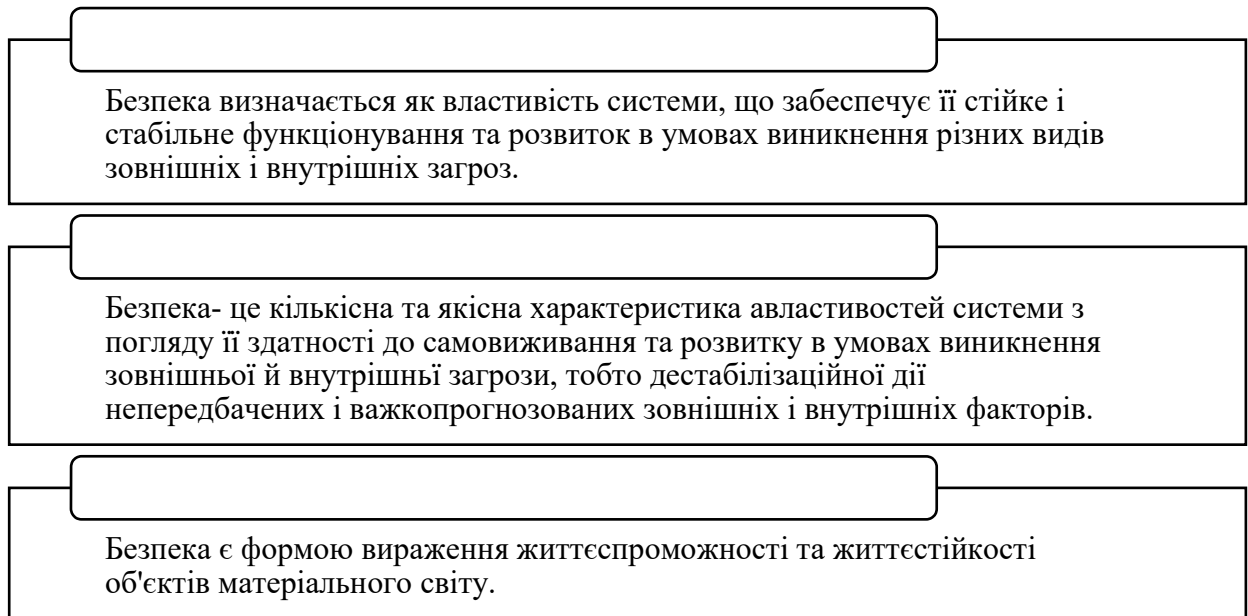 Безпека визначається як властивість системи, що забеспечує її стійке і
стабільне функціонування та розвиток в умовах виникнення різних видів
зовнішніх і внутрішніх загроз.
Безпека- це кількісна та якісна характеристика авластивостей системи з
погляду її здатності до самовиживання та розвитку в умовах виникнення
зовнішньої й внутрішньї загрози, тобто дестабілізаційної дії
непередбачених і важкопрогнозованих зовнішніх і внутрішніх факторів.
Безпека є формою вираження життєспроможності та життєстійкості
об'єктів матеріального світу.